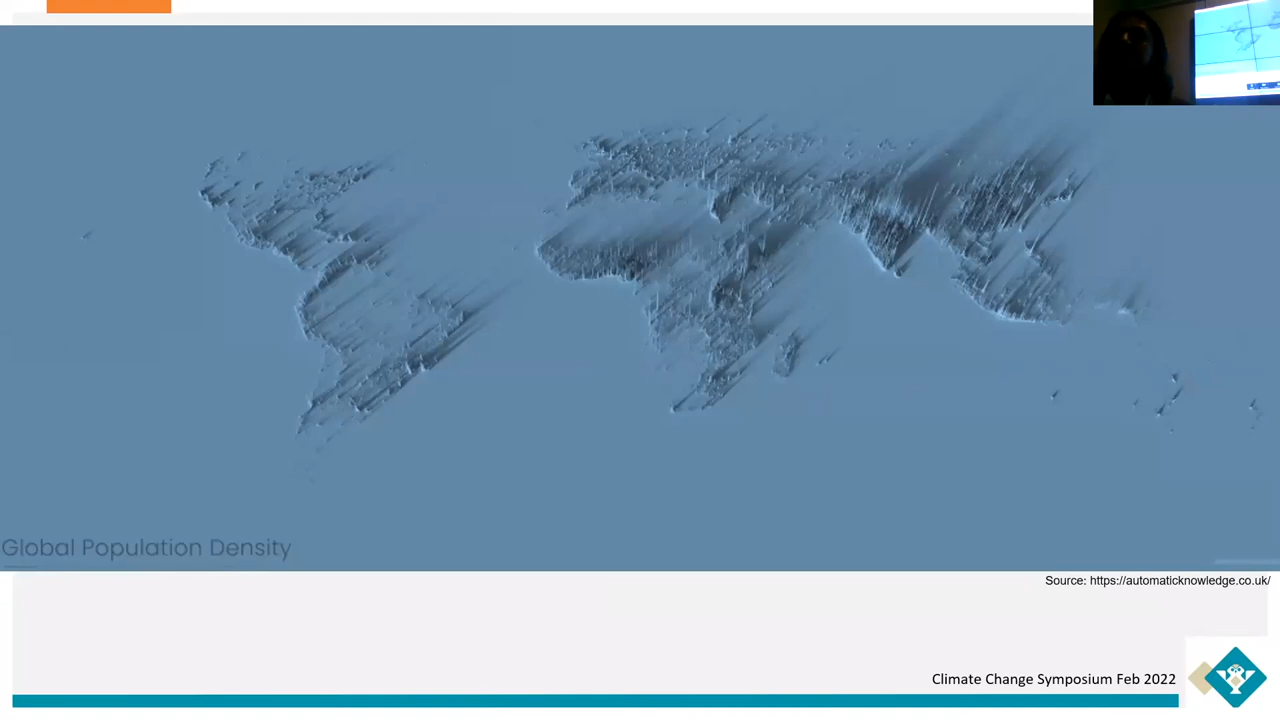 Global Population Density
Source: https://automaticknowledge.co.uk/
Climate Change Symposium Feb 2022